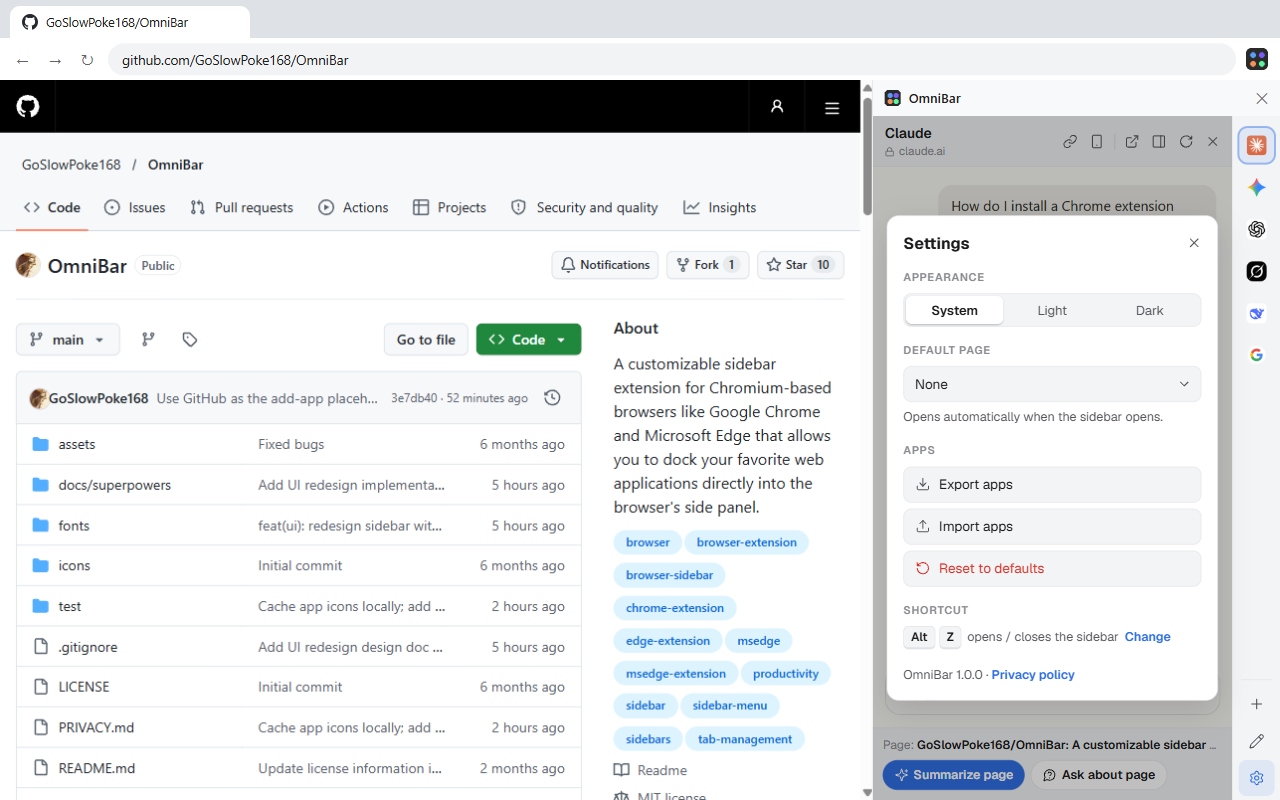 GoSlowPoke168/OmniBar
github.com/GoSlowPoke168/OmniBar
GoSlowPoke168 / OmniBar
Code
Issues
Pull requests
Actions
Projects
Security and quality
Insights
OmniBar Public
Notifications
Fork 1
Star 10
main
Go to file
Code
GoSlowPoke168 Use GitHub as the add-app placeh... 3e7db40 · 52 minutes ago
assets Fixed bugs 6 months ago
docs/superpowers Add UI redesign implementa... 5 hours ago
fonts feat(ui): redesign sidebar wit... 5 hours ago
icons Initial commit 6 months ago
test Cache app icons locally; add ... 2 hours ago
.gitignore Add UI redesign design doc ... 5 hours ago
LICENSE Initial commit 6 months ago
PRIVACY.md Cache app icons locally; add ... 2 hours ago
README.md Update license information i... 2 months ago
About
A customizable sidebar
extension for Chromium-based
browsers like Google Chrome
and Microsoft Edge that allows
you to dock your favorite web
applications directly into the
browser's side panel.
browser browser-extension
browser-sidebar
chrome-extension
edge-extension msedge
msedge-extension productivity
sidebar sidebar-menu
sidebars tab-management
Readme
MIT license
OmniBar
Claude
claude.ai
How do I install a Chrome extension
Settings
APPEARANCE
System Light Dark
DEFAULT PAGE
None
Opens automatically when the sidebar opens.
APPS
Export apps
Import apps
Reset to defaults
SHORTCUT
Alt Z opens / closes the sidebar Change
OmniBar 1.0.0 · Privacy policy
Page: GoSlowPoke168/OmniBar: A customizable sidebar ...
Summarize page
Ask about page